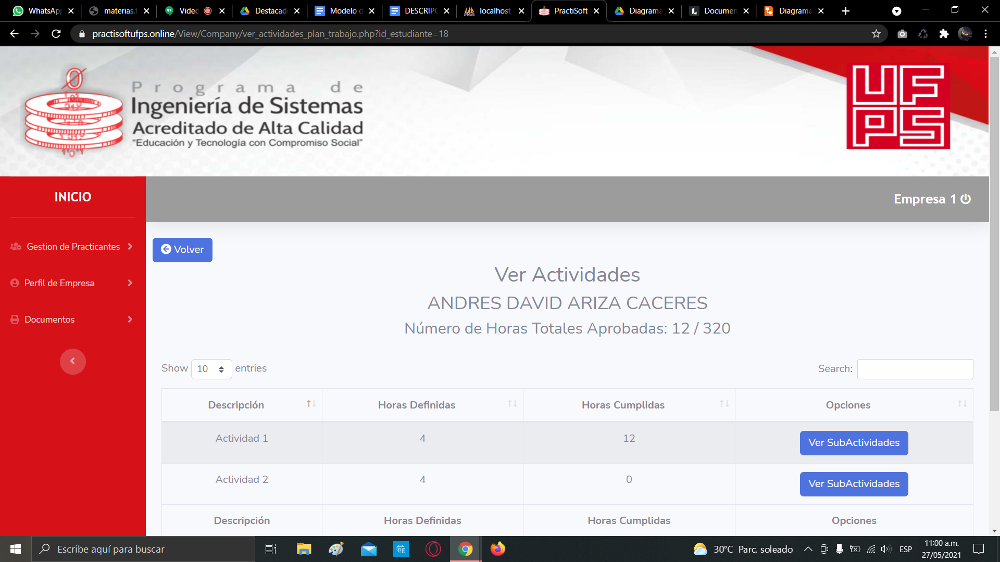 WhatsApp
materias.f
Video
Destacad
Modelo d
DESCRIPC
localhost
PractiSoft
Diagrama
Documen
Diagrama
practisoftufps.online/View/Company/ver_actividades_plan_trabajo.php?id_estudiante=18
Programa de
Ingeniería de Sistemas
Acreditado de Alta Calidad
“Educación y Tecnología con Compromiso Social”
UFPS
INICIO
Empresa 1
Gestion de Practicantes
Perfil de Empresa
Documentos
Volver
Ver Actividades
ANDRES DAVID ARIZA CACERES
Número de Horas Totales Aprobadas: 12 / 320
Show 10 entries
Search:
Descripción Horas Definidas Horas Cumplidas Opciones
Actividad 1 4 12 Ver SubActividades
Actividad 2 4 0 Ver SubActividades
Descripción Horas Definidas Horas Cumplidas Opciones
Escribe aquí para buscar
30°C Parc. soleado
ESP
11:00 a.m.
27/05/2021